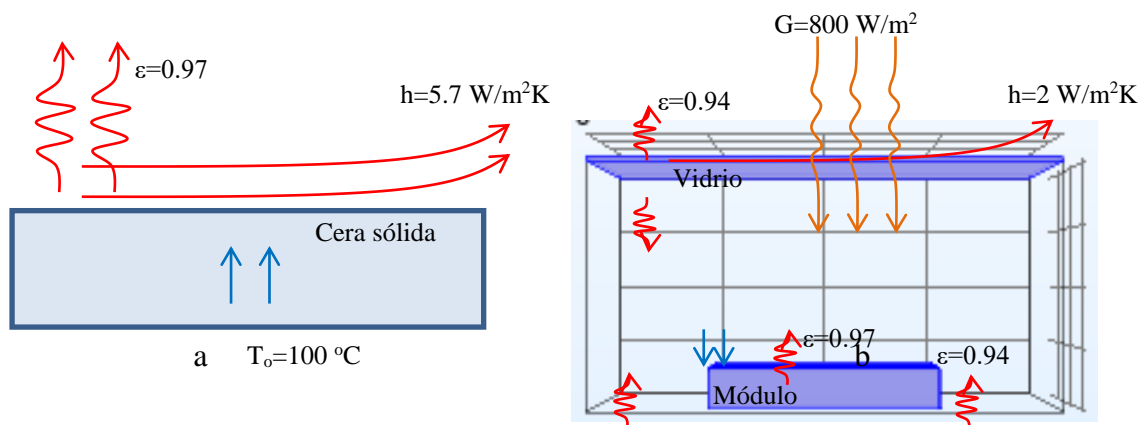 ε=0.97
h=5.7 W/m²K
Cera sólida
a
Tₒ=100 °C
G=800 W/m²
ε=0.94
h=2 W/m²K
Vidrio
ε=0.97
b
ε=0.94
Módulo